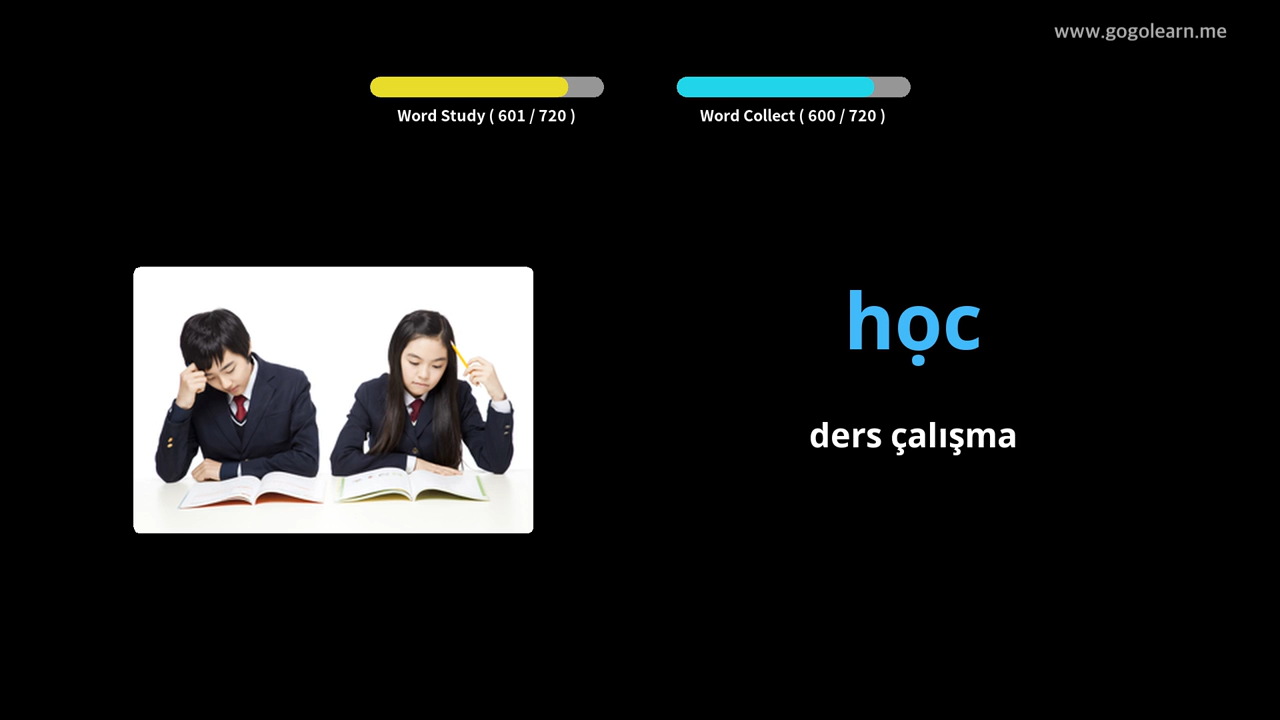 www.gogolearn.me
Word Study ( 601 / 720 )
Word Collect ( 600 / 720 )
học
ders çalışma